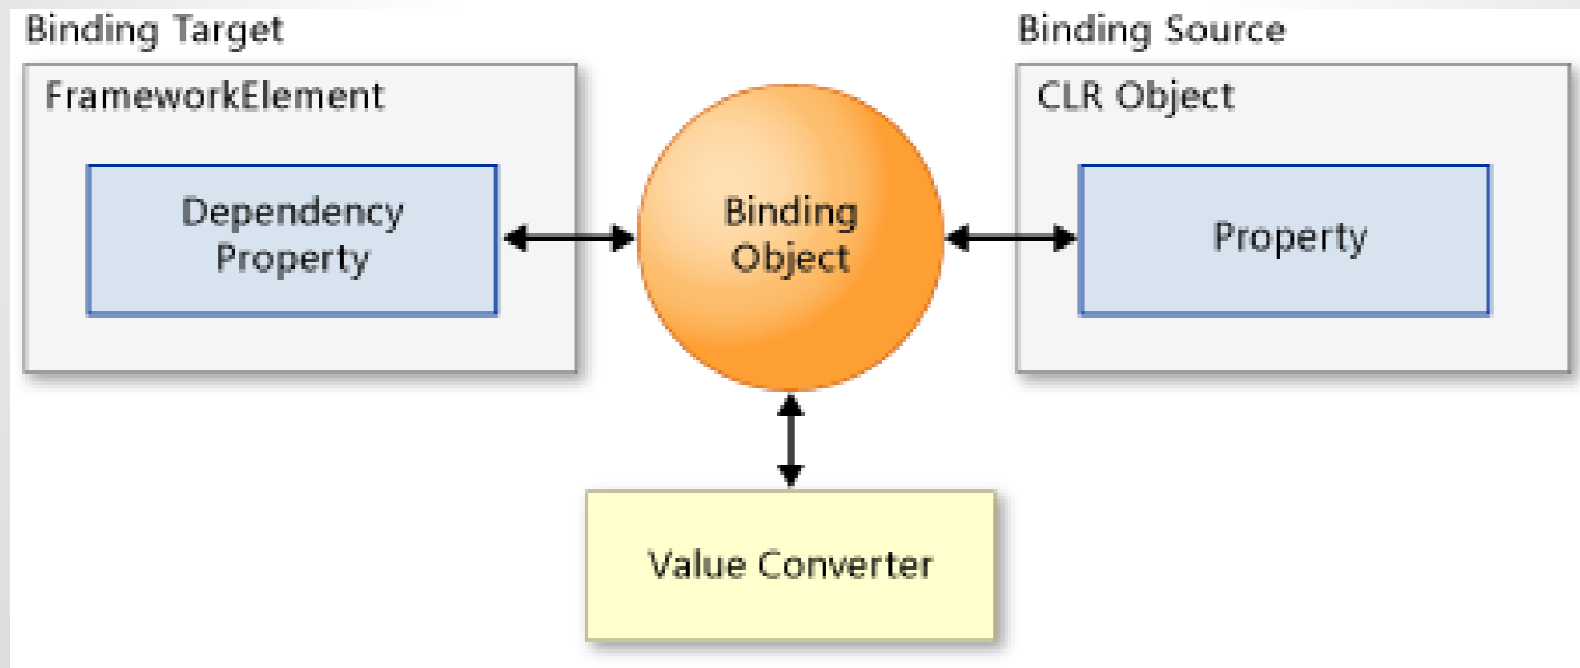 Binding Target
Binding Source
FrameworkElement
CLR Object
Dependency
Property
Binding
Object
Property
Value Converter